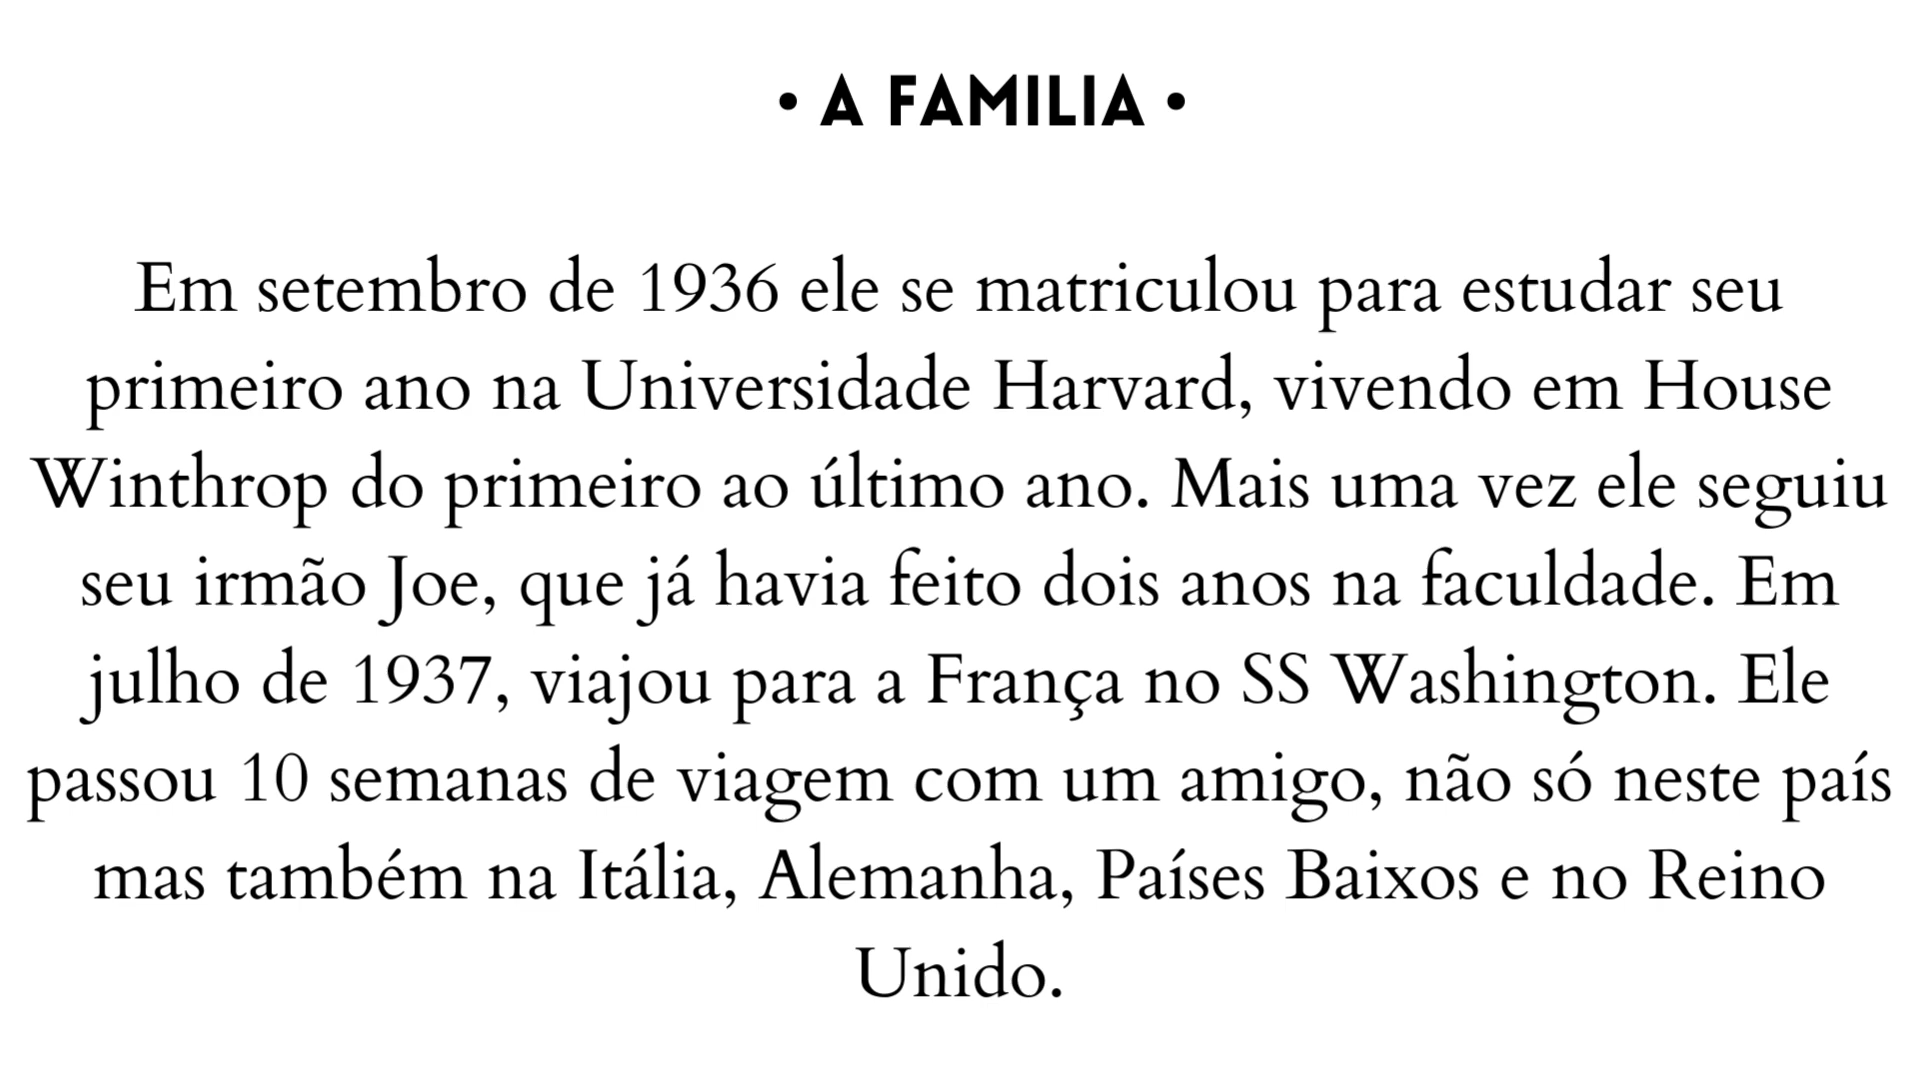 • A FAMILIA •
Em setembro de 1936 ele se matriculou para estudar seu
primeiro ano na Universidade Harvard, vivendo em House
Winthrop do primeiro ao último ano. Mais uma vez ele seguiu
seu irmão Joe, que já havia feito dois anos na faculdade. Em
julho de 1937, viajou para a França no SS Washington. Ele
passou 10 semanas de viagem com um amigo, não só neste país
mas também na Itália, Alemanha, Países Baixos e no Reino
Unido.